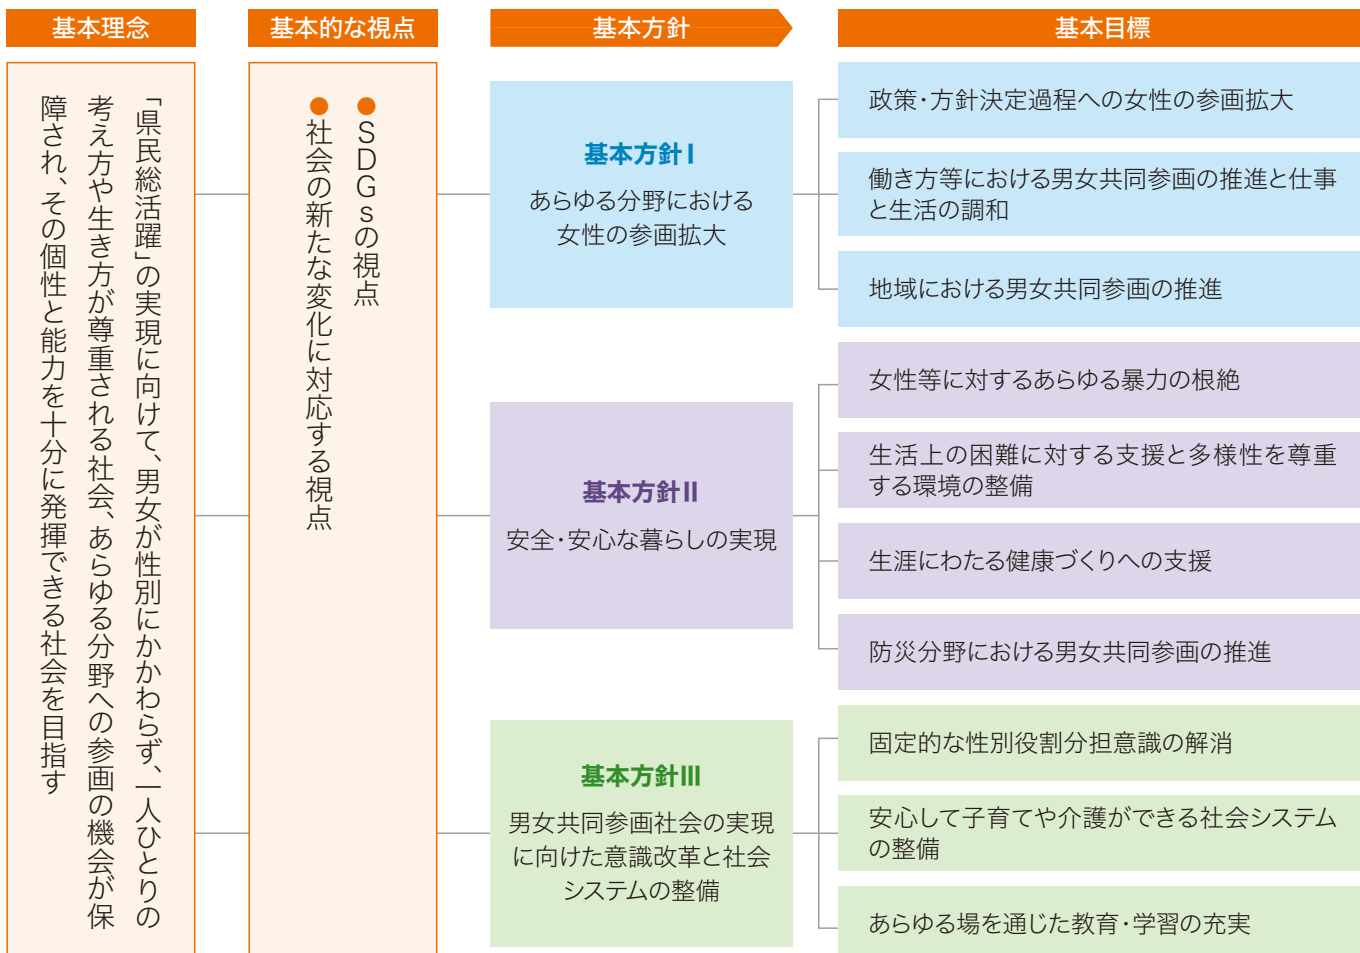 基本理念
「県民総活躍」の実現に向けて、男女が性別にかかわらず、一人ひとりの
考え方や生き方が尊重される社会、あらゆる分野への参画の機会が保
障され、その個性と能力を十分に発揮できる社会を目指す
基本的な視点
●SDGsの視点
●社会の新たな変化に対応する視点
基本方針
基本方針Ⅰ
あらゆる分野における
女性の参画拡大
基本方針Ⅱ
安全・安心な暮らしの実現
基本方針Ⅲ
男女共同参画社会の実現
に向けた意識改革と社会
システムの整備
基本目標
政策・方針決定過程への女性の参画拡大
働き方等における男女共同参画の推進と仕事
と生活の調和
地域における男女共同参画の推進
女性等に対するあらゆる暴力の根絶
生活上の困難に対する支援と多様性を尊重
する環境の整備
生涯にわたる健康づくりへの支援
防災分野における男女共同参画の推進
固定的な性別役割分担意識の解消
安心して子育てや介護ができる社会システム
の整備
あらゆる場を通じた教育・学習の充実